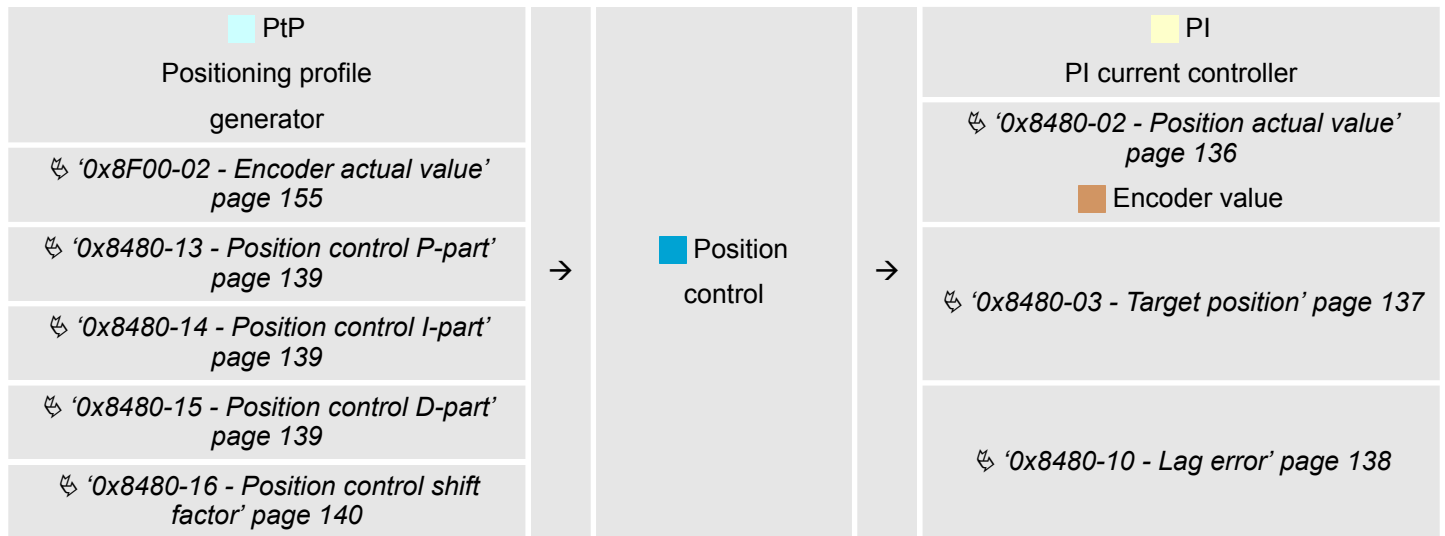 PtP
Positioning profile
generator
↳ ‘0x8F00-02 - Encoder actual value’
page 155
↳ ‘0x8480-13 - Position control P-part’
page 139
↳ ‘0x8480-14 - Position control I-part’
page 139
↳ ‘0x8480-15 - Position control D-part’
page 139
↳ ‘0x8480-16 - Position control shift
factor’ page 140
→
Position
control
→
PI
PI current controller
↳ ‘0x8480-02 - Position actual value’
page 136
Encoder value
↳ ‘0x8480-03 - Target position’ page 137
↳ ‘0x8480-10 - Lag error’ page 138